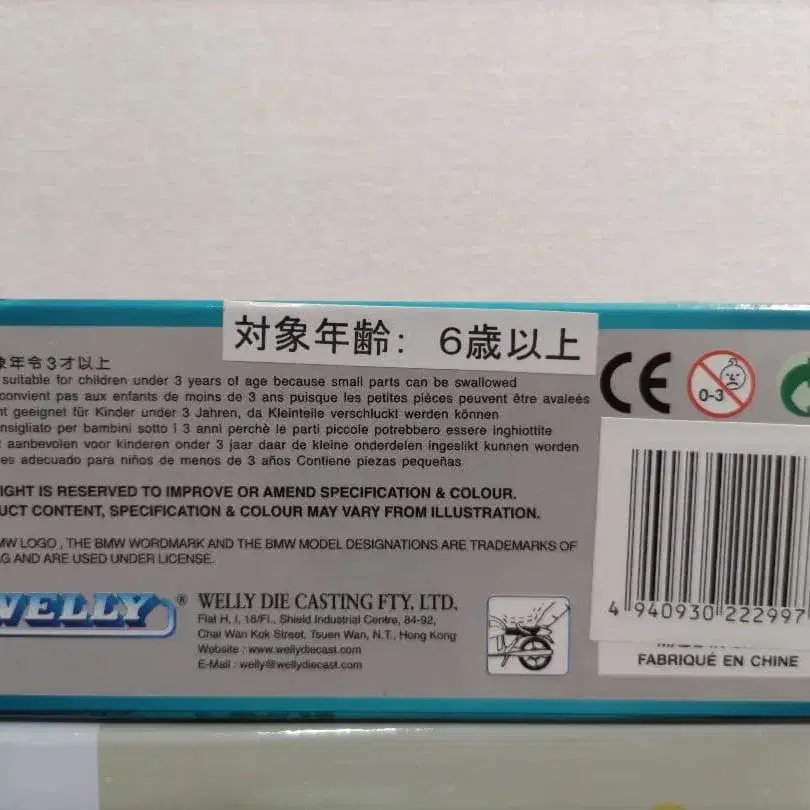 対象年齢: 6歳以上
象年令3才以上
suitable for children under 3 years of age because small parts can be swallowed
convient pas aux enfants de moins de 3 ans puisque les petites pièces peuvent être avaleés
geeignet für Kinder under 3 Jahren, da Kleinteile verschluckt werden können
onsigliato per bambini sotto i 3 anni perchè le parti piccole potrebbero essere inghiottite
aanbevolen voor kinderen onder 3 jaar daar de kleine onderdelen ingeslikt kunnen worden
es adecuado para niños de menos de 3 años Contiene piezas pequeñas
IGHT IS RESERVED TO IMPROVE OR AMEND SPECIFICATION & COLOUR.
UCT CONTENT, SPECIFICATION & COLOUR MAY VARY FROM ILLUSTRATION.
MW LOGO , THE BMW WORDMARK AND THE BMW MODEL DESIGNATIONS ARE TRADEMARKS OF
AG AND ARE USED UNDER LICENSE.
WELLY ® WELLY DIE CASTING FTY. LTD.
Flat H, I, 18/Fl., Shield Industrial Centre, 84-92,
Chai Wan Kok Street, Tsuen Wan, N.T., Hong Kong
Website : www.wellydiecast.com
E-Mail : welly@wellydiecast.com
CE
0-3
4 940930 222997
FABRIQUÉ EN CHINE